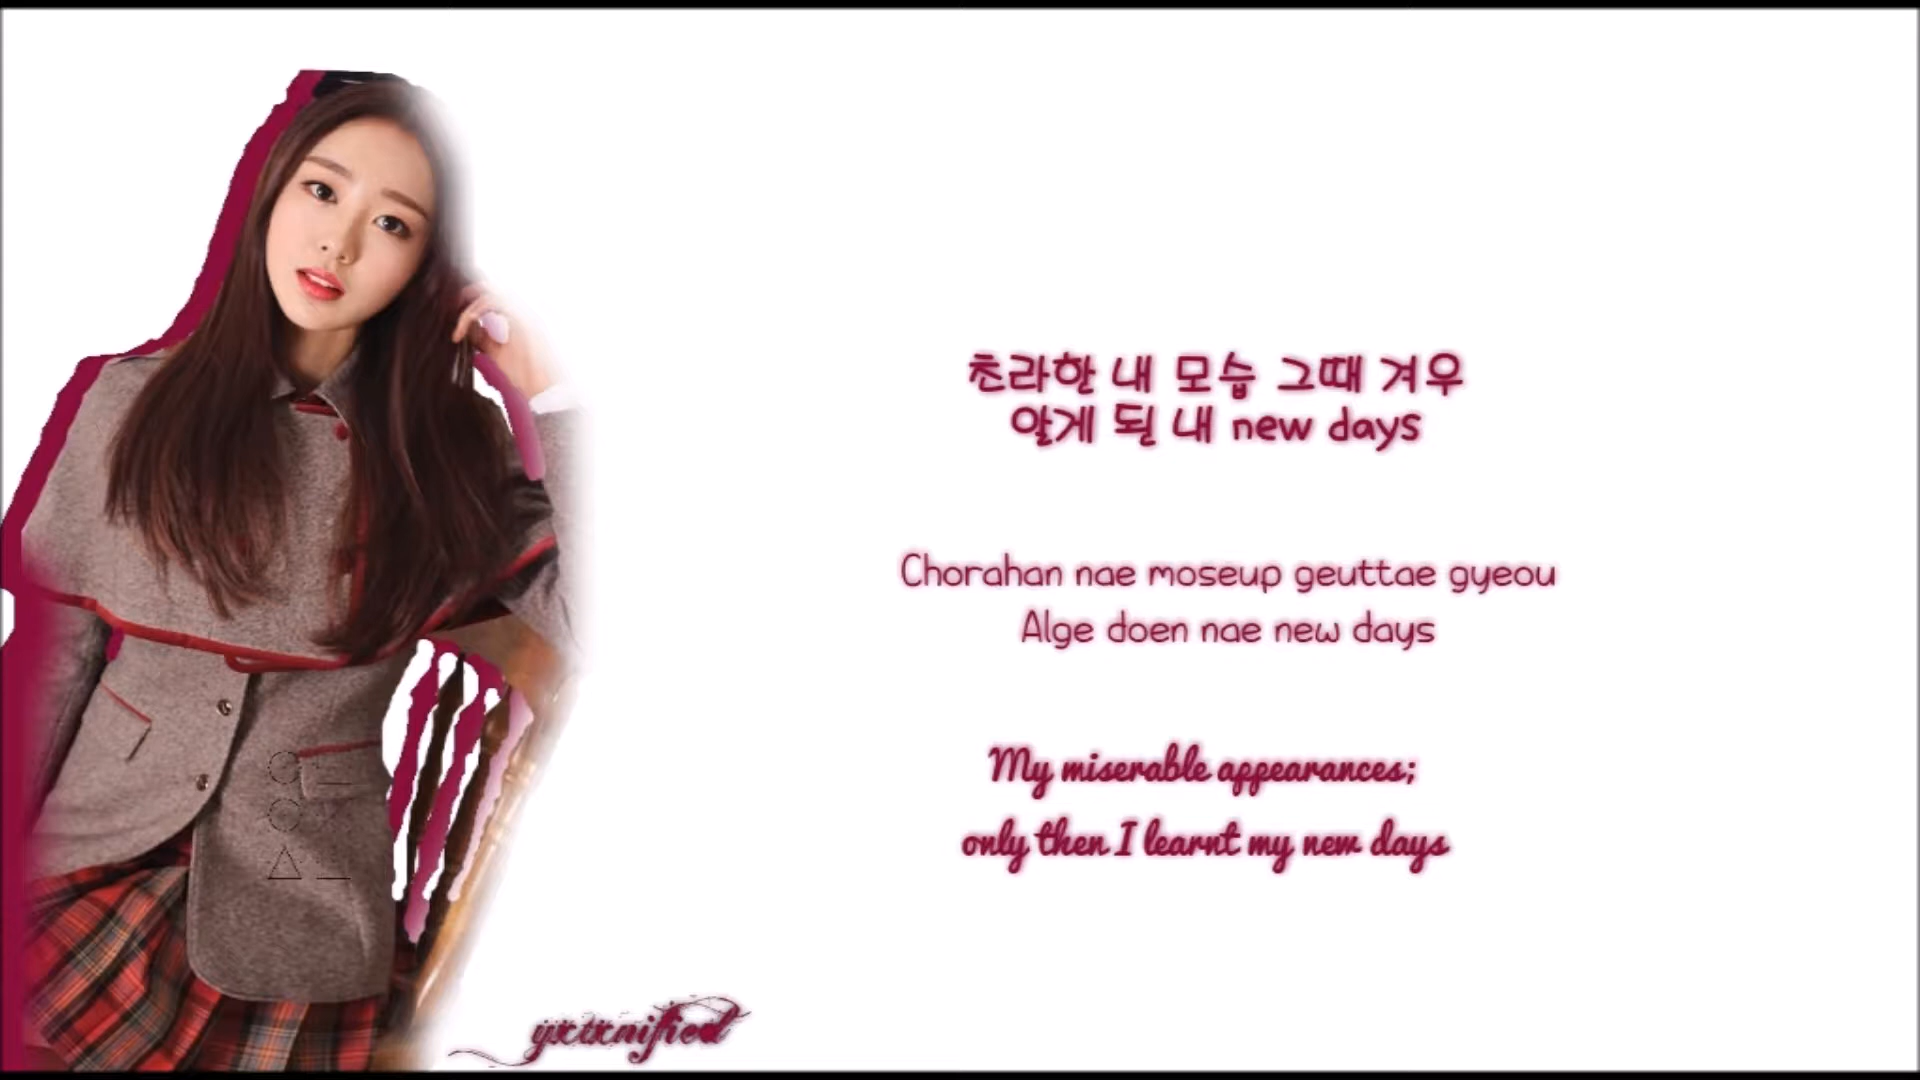 초라한 내 모습 그때 겨우
알게 된 내 new days
Chorahan nae moseup geuttae gyeou
Alge doen nae new days
My miserable appearances;
only then I learnt my new days
yxtxnified